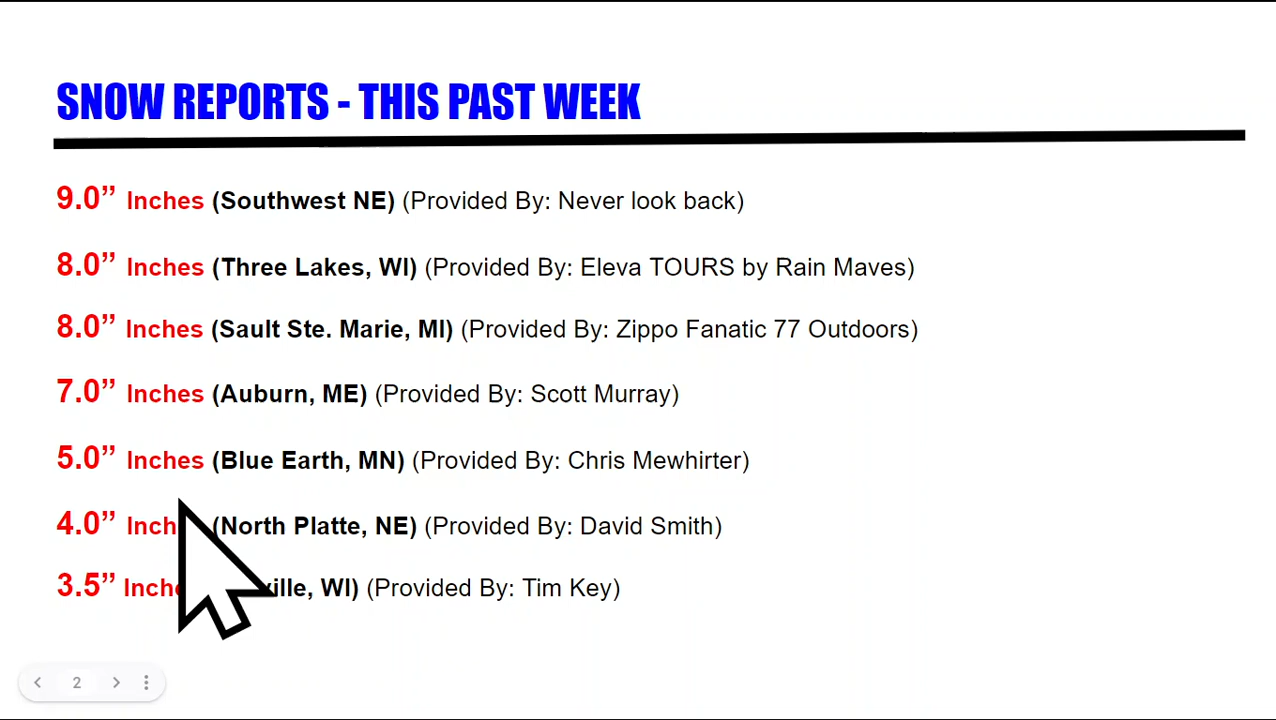 SNOW REPORTS - THIS PAST WEEK
9.0” Inches (Southwest NE) (Provided By: Never look back)
8.0” Inches (Three Lakes, WI) (Provided By: Eleva TOURS by Rain Maves)
8.0” Inches (Sault Ste. Marie, MI) (Provided By: Zippo Fanatic 77 Outdoors)
7.0” Inches (Auburn, ME) (Provided By: Scott Murray)
5.0” Inches (Blue Earth, MN) (Provided By: Chris Mewhirter)
4.0” Inch (North Platte, NE) (Provided By: David Smith)
3.5” Inche WI) (Provided By: Tim Key)
2